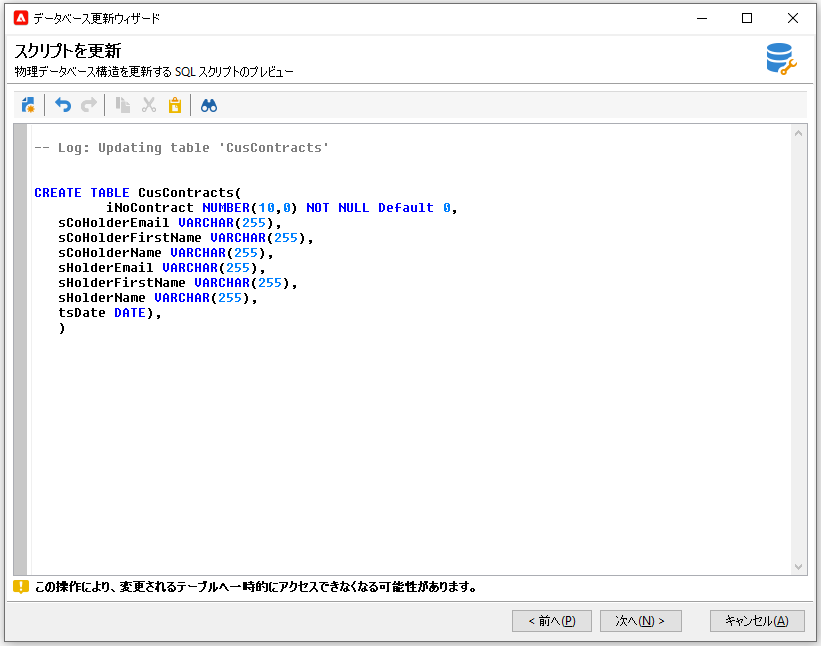 データベース更新ウィザード
スクリプトを更新
物理データベース構造を更新する SQL スクリプトのプレビュー
-- Log: Updating table 'CusContracts'
CREATE TABLE CusContracts(
iNoContract NUMBER(10,0) NOT NULL Default 0,
sCoHolderEmail VARCHAR(255),
sCoHolderFirstName VARCHAR(255),
sCoHolderName VARCHAR(255),
sHolderEmail VARCHAR(255),
sHolderFirstName VARCHAR(255),
sHolderName VARCHAR(255),
tsDate DATE),
)
この操作により、変更されるテーブルへ一時的にアクセスできなくなる可能性があります。
< 前へ(P)
次へ(N) >
キャンセル(A)